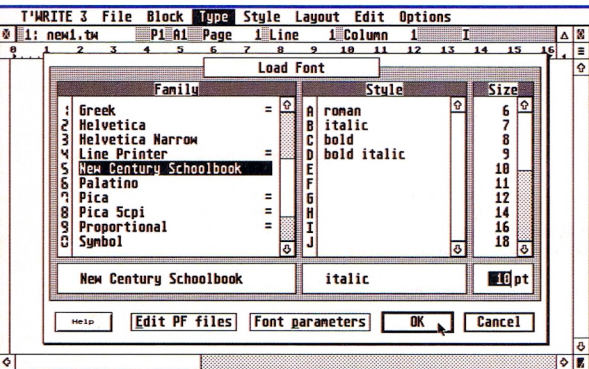 T'WRITE 3 File Block Type Style Layout Edit Options
1: new1.tw P1 A1 Page 1 Line 1 Column 1 I
0 1 2 3 4 5 6 7 8 9 10 11 12 13 14 15 16
Load Font
Family Style Size
1 Greek = A roman 6
2 Helvetica B italic 7
3 Helvetica Narrow C bold 8
4 Line Printer = D bold italic 9
5 New Century Schoolbook E 10
6 Palatino F 11
7 Pica = G 12
8 Pica 5cpi = H 14
9 Proportional = I 16
0 Symbol J 18
New Century Schoolbook italic 10 pt
Help Edit PF files Font parameters OK Cancel